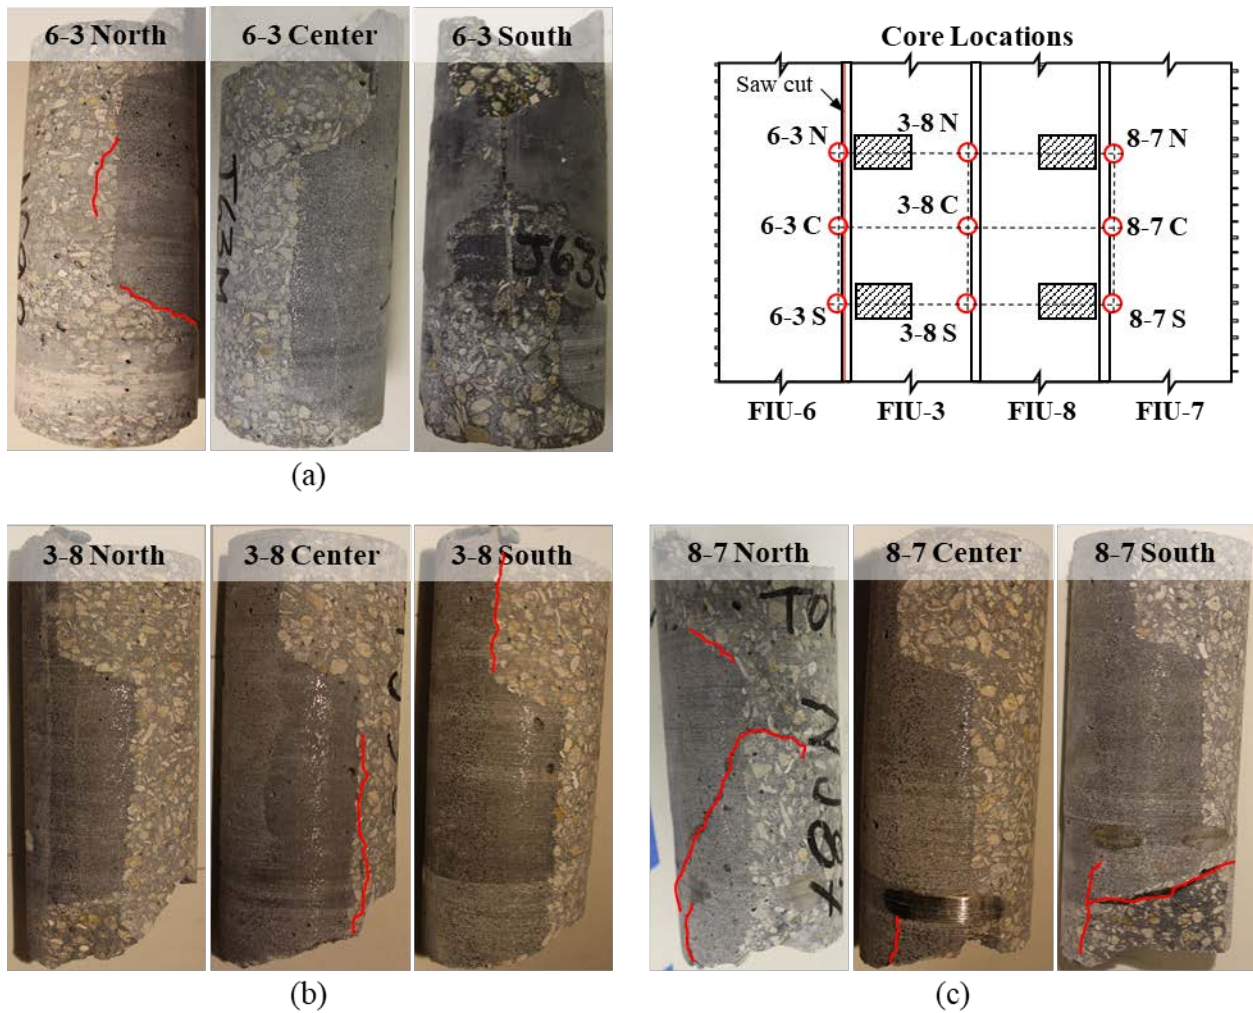 6-3 North
6-3 Center
6-3 South
J63M
J63S
(a)
Core Locations
Saw cut
6-3 N
3-8 N
8-7 N
6-3 C
3-8 C
8-7 C
6-3 S
3-8 S
8-7 S
FIU-6
FIU-3
FIU-8
FIU-7
3-8 North
3-8 Center
3-8 South
(b)
8-7 North
8-7 Center
8-7 South
(c)